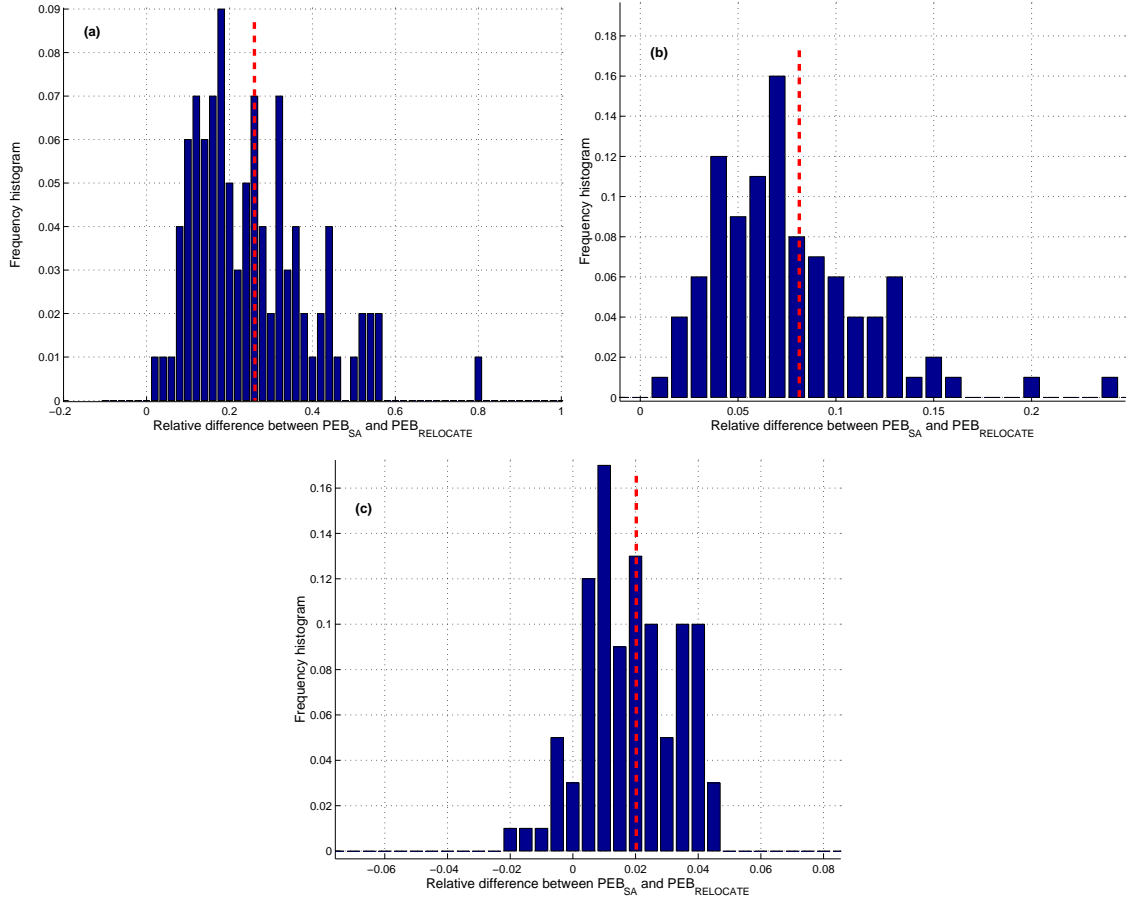 (a)
0.09
0.08
0.07
0.06
0.05
0.04
0.03
0.02
0.01
0
Frequency histogram
−0.2 0 0.2 0.4 0.6 0.8 1
Relative difference between PEB_SA and PEB_RELOCATE
(b)
0.18
0.16
0.14
0.12
0.1
0.08
0.06
0.04
0.02
0
Frequency histogram
0 0.05 0.1 0.15 0.2
Relative difference between PEB_SA and PEB_RELOCATE
(c)
0.16
0.14
0.12
0.1
0.08
0.06
0.04
0.02
0
Frequency histogram
−0.06 −0.04 −0.02 0 0.02 0.04 0.06 0.08
Relative difference between PEB_SA and PEB_RELOCATE